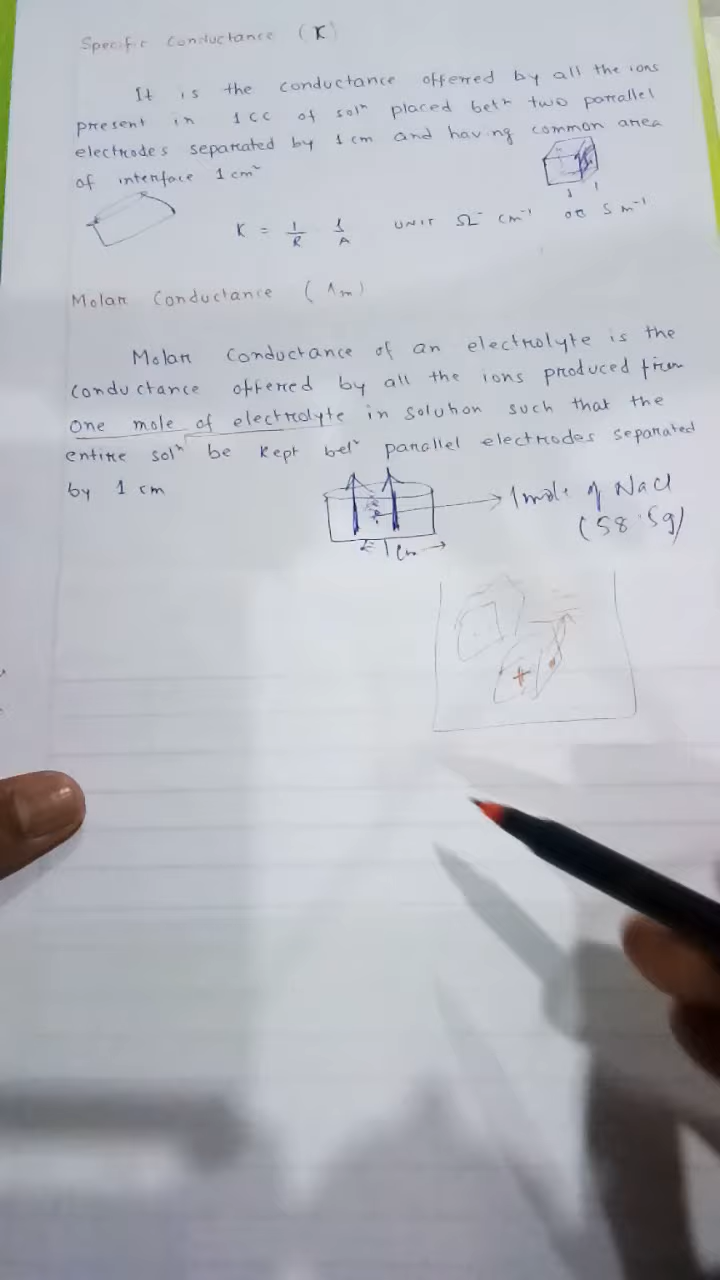 Specific Conductance (K)
It is the conductance offerred by all the ions
present in 1 CC of solⁿ placed betⁿ two parallel
electrodes separated by 1 cm and having common area
of interface 1 cm²
K = 1/R l/A UNIT Ω⁻ cm⁻¹ or S m⁻¹
Molar Conductance (Λm)
Molar Conductance of an electrolyte is the
conductance offerred by all the ions produced from
one mole of electrolyte in solution such that the
entire solⁿ be kept betⁿ parallel electrodes separated
by 1 cm
1 mole of NaCl
(58.5g)
1 cm
+